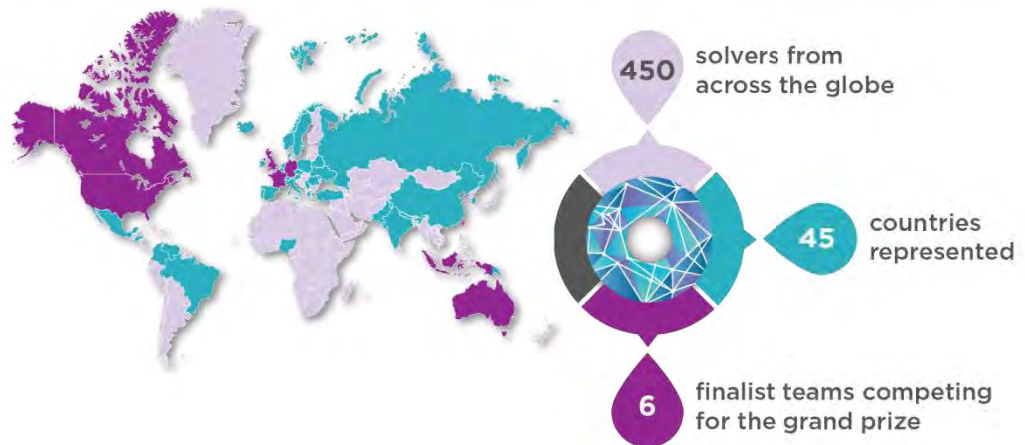 450
solvers from
across the globe
45
countries
represented
6
finalist teams competing
for the grand prize